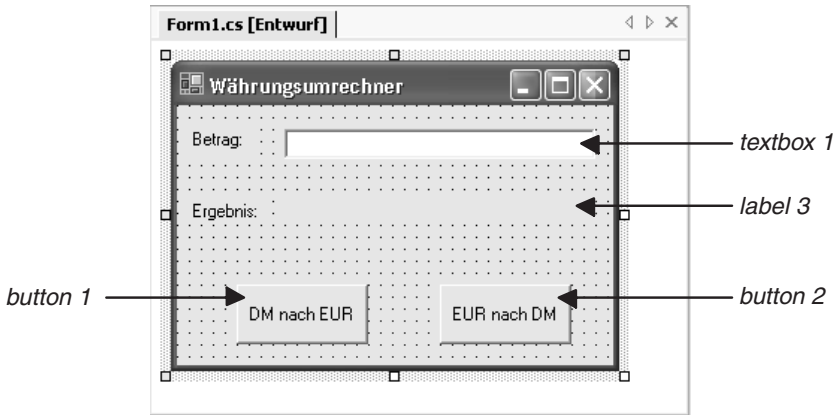 Form1.cs [Entwurf]
Währungsumrechner
Betrag:
textbox 1
Ergebnis:
label 3
button 1
DM nach EUR
EUR nach DM
button 2